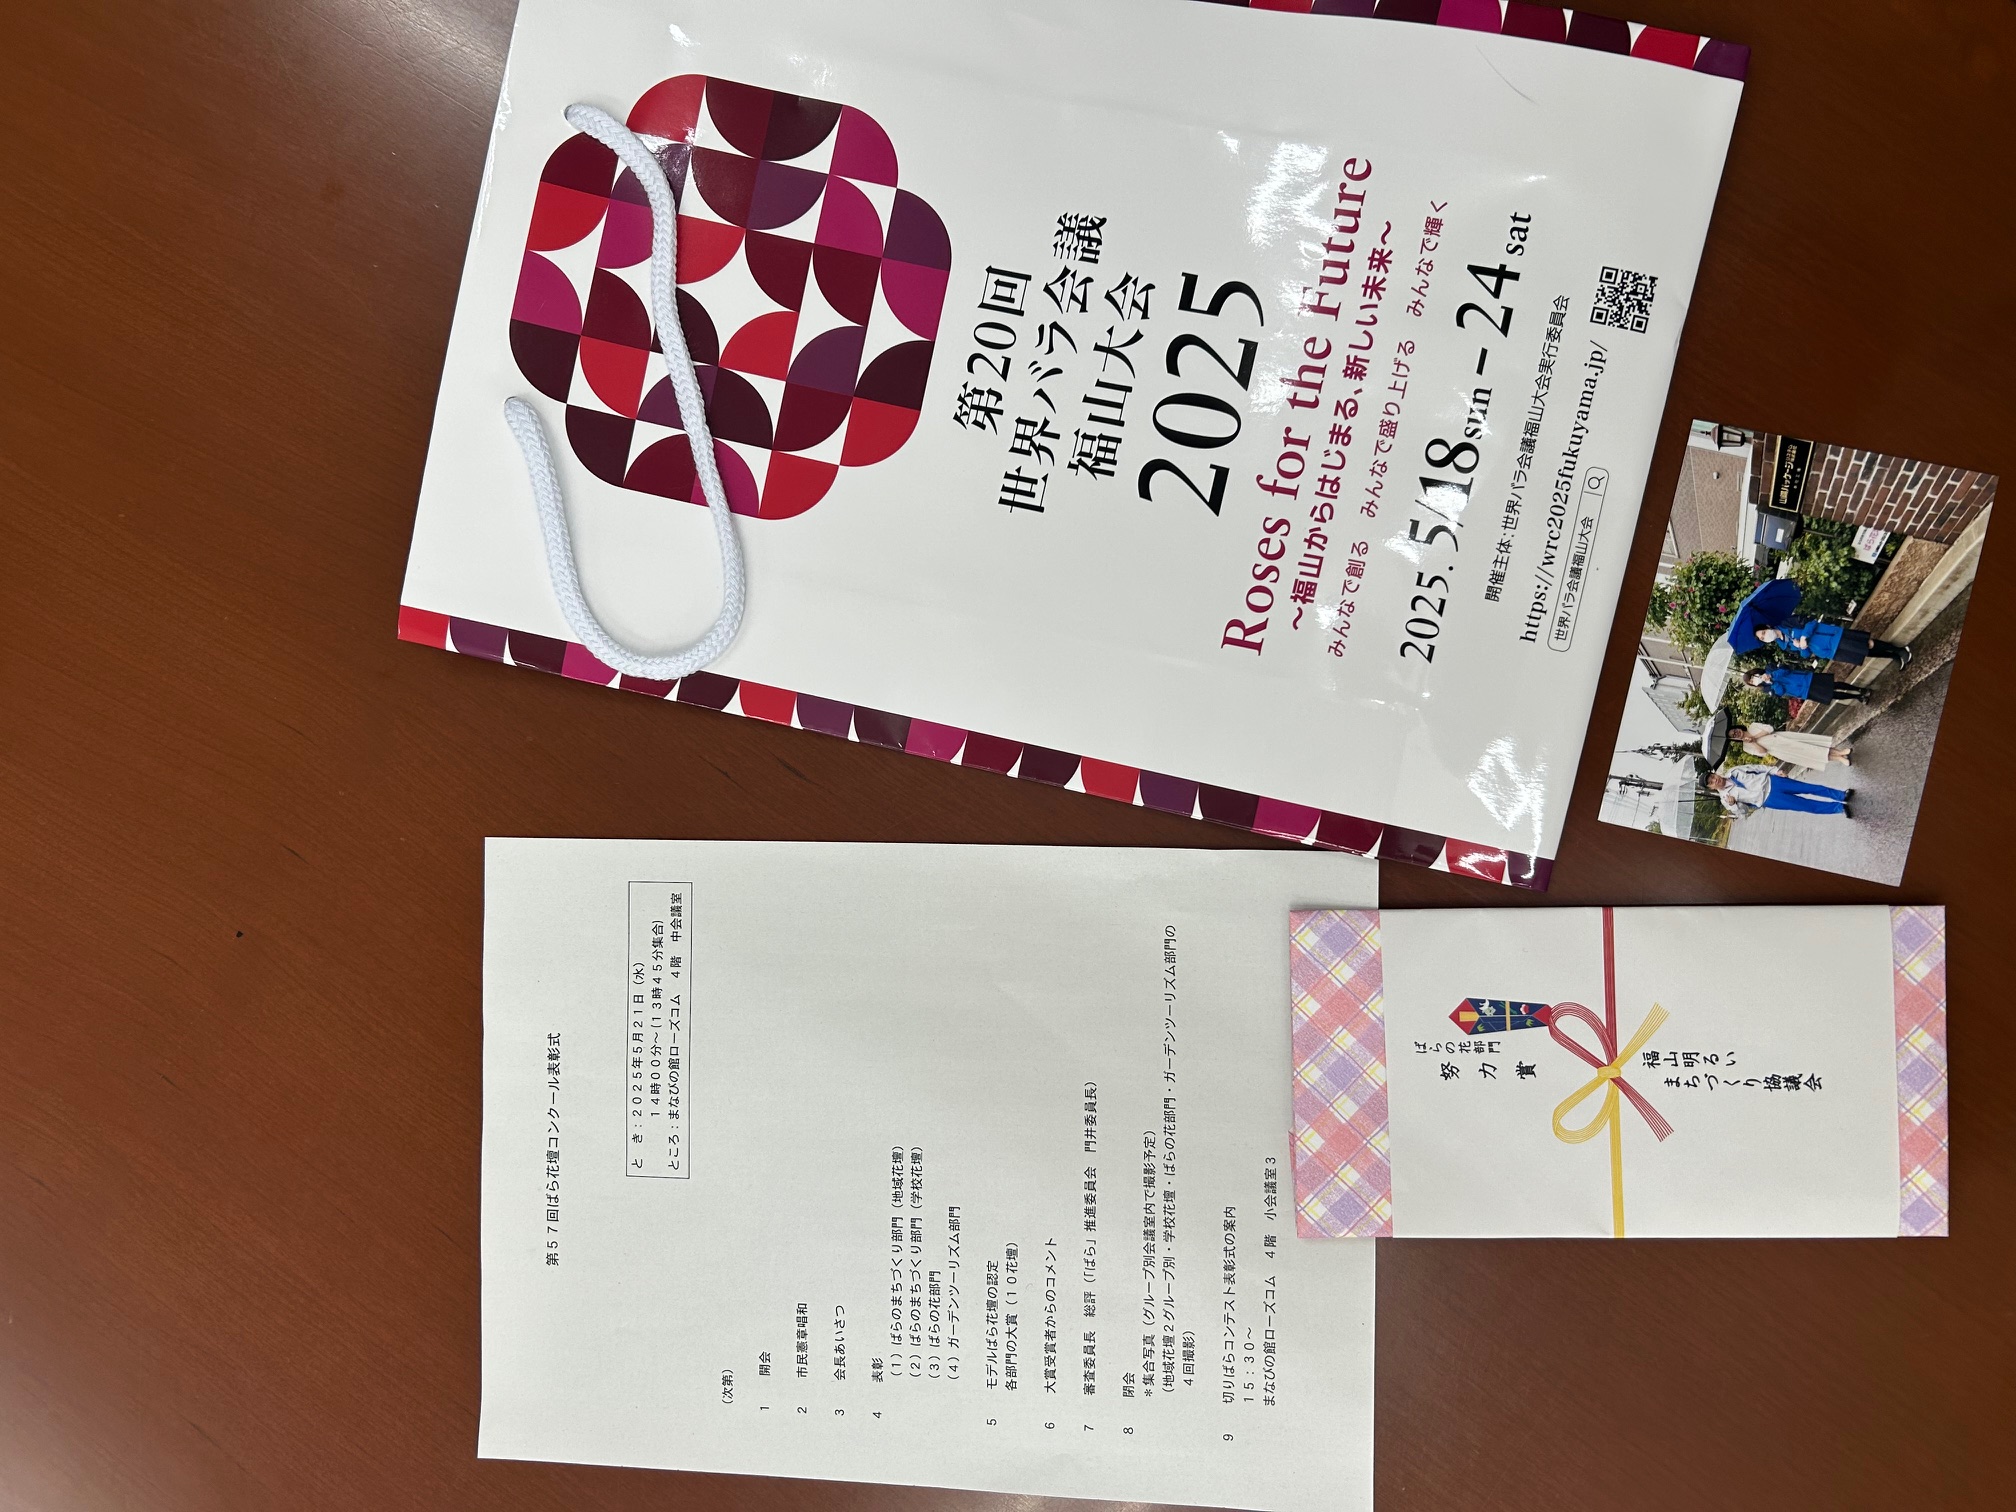 第20回
世界バラ会議
福山大会
2025
Roses for the Future
～福山からはじまる、新しい未来～
みんなで創る みんなで盛り上げる みんなで輝く
2025. 5/18sun－24sat
開催主体:世界バラ会議福山大会実行委員会
https://wrc2025fukuyama.jp/
世界バラ会議福山大会
第57回ばら花壇コンクール表彰式
と き:2025年5月21日(水)
14時00分～(13時45分集合)
ところ:まなびの館ローズコム 4階 中会議室
(次第)
1 開会
2 市民憲章唱和
3 会長あいさつ
4 表彰
(1)ばらのまちづくり部門(地域花壇)
(2)ばらのまちづくり部門(学校花壇)
(3)ばらの花部門
(4)ガーデンツーリズム部門
5 モデルばら花壇の認定
各部門の大賞(10花壇)
6 大賞受賞者からのコメント
7 審査委員長 総評(「ばら」推進委員会 門井委員長)
8 閉会
*集合写真(グループ別会議室内で撮影予定)
(地域花壇2グループ別・学校花壇・ばらの花部門・ガーデンツーリズム部門の
4回撮影)
9 切りばらコンテスト表彰式の案内
15:30～
まなびの館ローズコム 4階 小会議室3
ばらの花部門
努力賞
福山明るい
まちづくり協議会